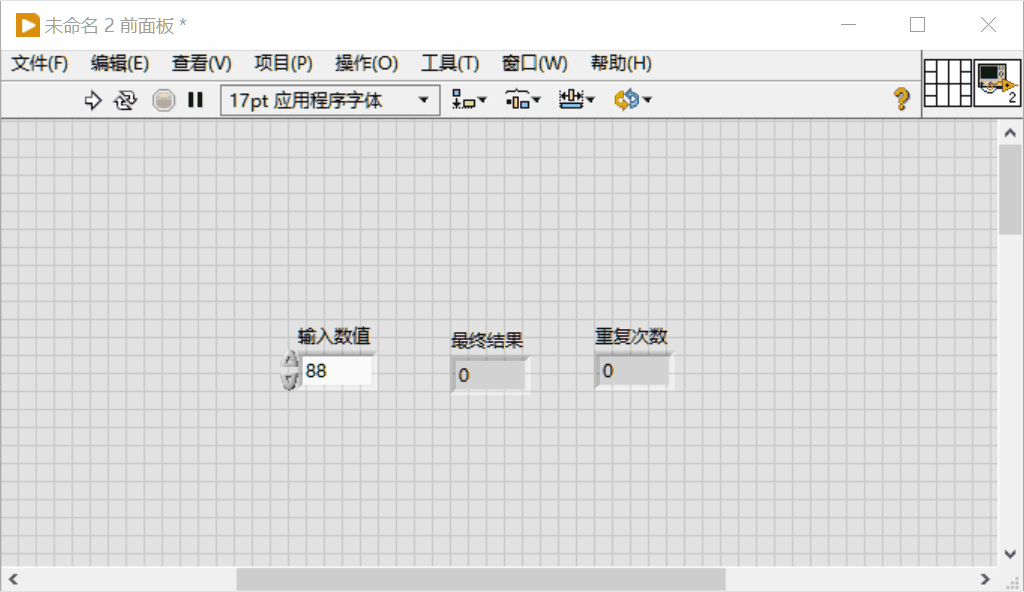 未命名 2 前面板 *
文件(F) 编辑(E) 查看(V) 项目(P) 操作(O) 工具(T) 窗口(W) 帮助(H)
17pt 应用程序字体
2
输入数值 最终结果 重复次数
88 0 0